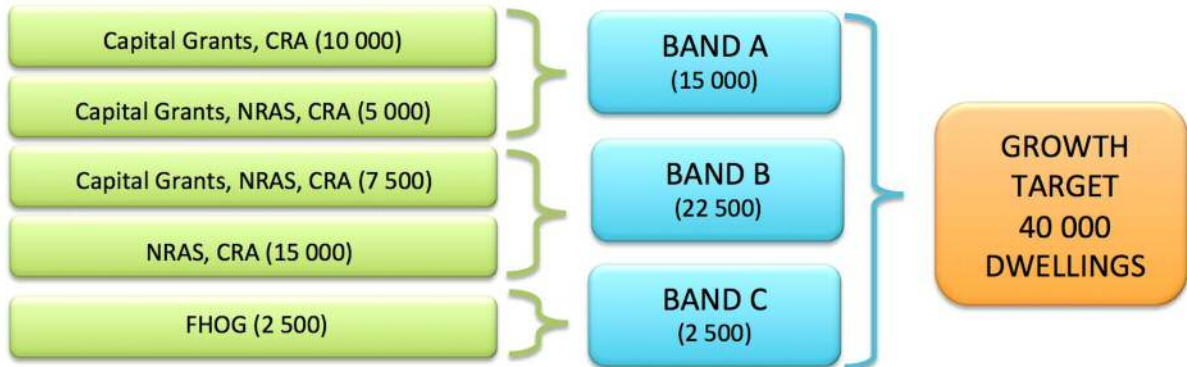 Capital Grants, CRA (10 000)
Capital Grants, NRAS, CRA (5 000)
Capital Grants, NRAS, CRA (7 500)
NRAS, CRA (15 000)
FHOG (2 500)
BAND A
(15 000)
BAND B
(22 500)
BAND C
(2 500)
GROWTH
TARGET
40 000
DWELLINGS